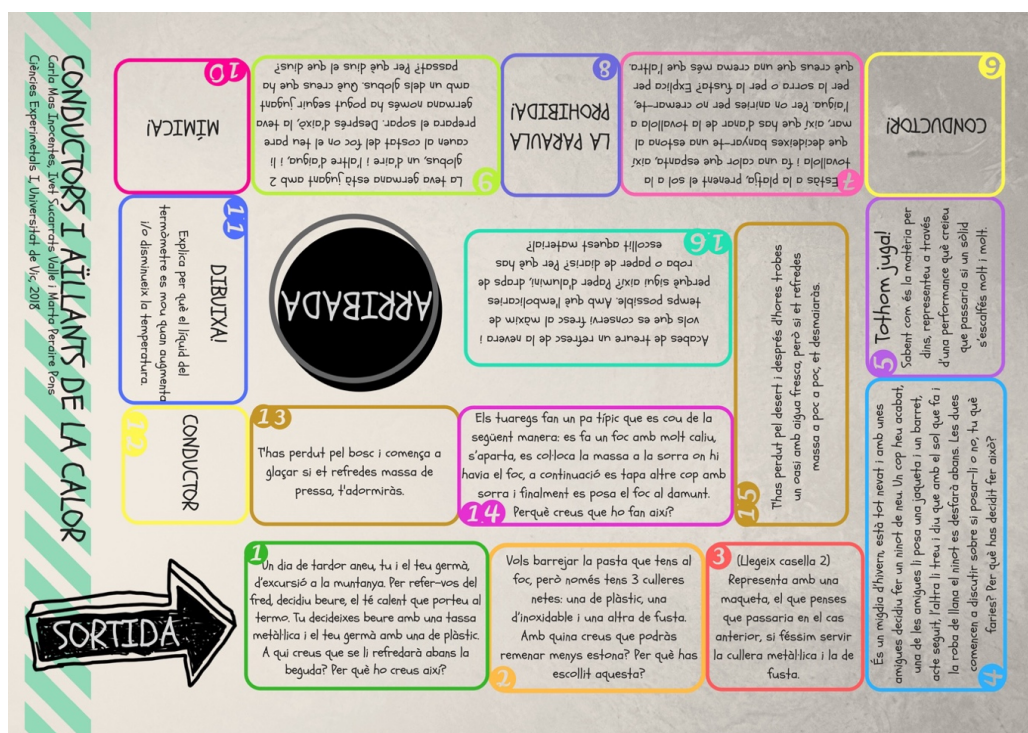 CONDUCTORS I AÏLLANTS DE LA CALOR
Carla Mas Inocentes, Ivet Sucarrats Valle i Marta Peraire Pons
Ciències Experimetals I, Universitat de Vic, 2018
SORTIDA
1
Un dia de tardor aneu, tu i el teu germà,
d'excursió a la muntanya. Per refer-vos del
fred, decidiu beure, el té calent que porteu al
termo. Tu decideixes beure amb una tassa
metàl·lica i el teu germà amb una de plàstic.
A qui creus que se li refredarà abans la
beguda? Per què ho creus així?
2
Vols barrejar la pasta que tens al
foc, però només tens 3 culleres
netes: una de plàstic, una
d'inoxidable i una altra de fusta.
Amb quina creus que podràs
remenar menys estona? Per què has
escollit aquesta?
3
(Llegeix casella 2)
Representa amb una
maqueta, el que penses
que passaria en el cas
anterior, si féssim servir
la cullera metàl·lica i la de
fusta.
4
És un migdia d'hivern, està tot nevat i amb unes
amigues decidiu fer un ninot de neu. Un cop heu acabat,
una de les amigues li posa una jaqueta i un barret,
acte seguit, l'altra li treu i diu que amb el sol que fa i
la roba de llana el ninot es desfarà abans. Les dues
comencen a discutir sobre si posar-li o no, tu què
faries? Per què has decidit fer això?
5
Tothom juga!
Sabent com és la matèria per
dins, representeu a través
d'una performance què creieu
que passaria si un sòlid
s'escalfés molt i molt.
6
CONDUCTOR!
7
Estàs a la platja, prenent el sol a la
tovallola i fa una calor que espanta, així
que decideixes banyar-te una estona al
mar, així que has d'anar de la tovallola a
l'aigua. Per on aniries per no cremar-te,
per la sorra o per la fusta? Explica per
què creus que una crema més que l'altra.
8
LA PARAULA
PROHIBIDA!
9
La teva germana està jugant amb 2
globus, un d'aire i l'altre d'aigua, i li
cauen al costat del foc on el teu pare
prepara el sopar. Després d'això, la teva
germana només ha pogut seguir jugant
amb un dels globus. Què creus que ha
passat? Per què dius el que dius?
10
MÍMICA!
11
DIBUIXA!
Explica per què el líquid del
termòmetre es mou quan augmenta
i/o disminueix la temperatura.
12
CONDUCTOR
13
T'has perdut pel bosc i comença a
glaçar si et refredes massa de
pressa, t'adormiràs.
14
Els tuaregs fan un pa típic que es cou de la
següent manera: es fa un foc amb molt caliu,
s'aparta, es col·loca la massa a la sorra on hi
havia el foc, a continuació es tapa altre cop amb
sorra i finalment es posa el foc al damunt.
Perquè creus que ho fan així?
15
T'has perdut pel desert i després d'hores trobes
un oasi amb aigua fresca, però si et refredes
massa a poc a poc, et desmaiaràs.
16
Acabes de treure un refresc de la nevera i
vols que es conservi fresc al màxim de
temps possible. Amb què l'embolicaries
perquè sigui així? Paper d'alumini, draps de
roba o paper de diaris? Per què has
escollit aquest material?
ARRIBADA